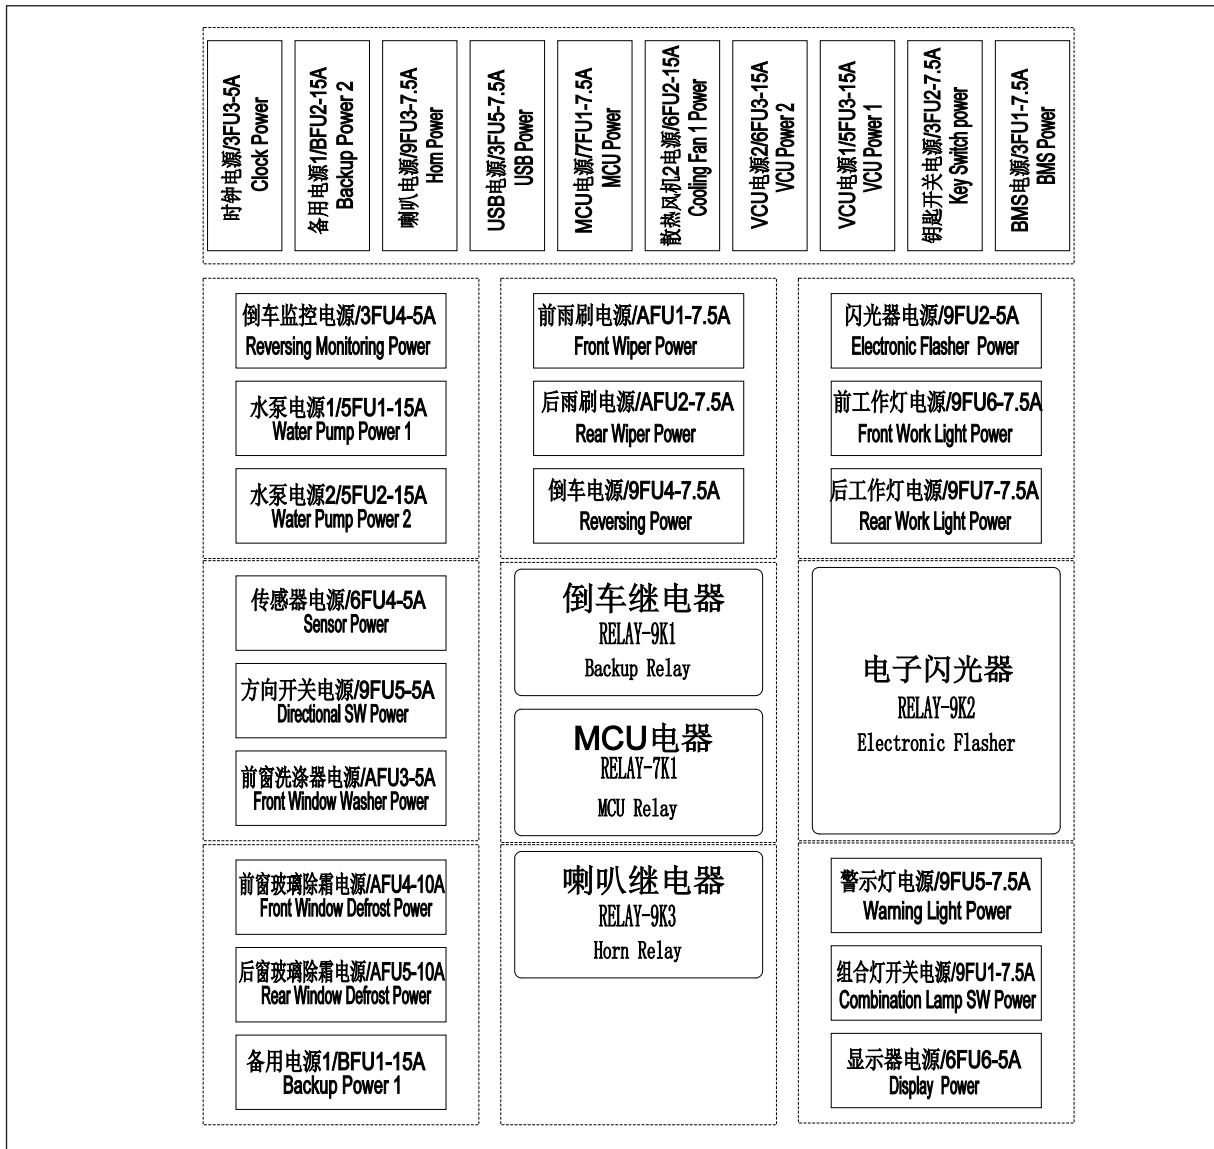 时钟电源/3FU3-5A
Clock Power
备用电源1/BFU2-15A
Backup Power 2
喇叭电源/9FU3-7.5A
Horn Power
USB电源/3FU5-7.5A
USB Power
MCU电源/7FU1-7.5A
MCU Power
散热风机2电源/6FU2-15A
Cooling Fan 1 Power
VCU电源2/6FU3-15A
VCU Power 2
VCU电源1/5FU3-15A
VCU Power 1
钥匙开关电源/3FU2-7.5A
Key Switch power
BMS电源/3FU1-7.5A
BMS Power
倒车监控电源/3FU4-5A
Reversing Monitoring Power
水泵电源1/5FU1-15A
Water Pump Power 1
水泵电源2/5FU2-15A
Water Pump Power 2
前雨刷电源/AFU1-7.5A
Front Wiper Power
后雨刷电源/AFU2-7.5A
Rear Wiper Power
倒车电源/9FU4-7.5A
Reversing Power
闪光器电源/9FU2-5A
Electronic Flasher Power
前工作灯电源/9FU6-7.5A
Front Work Light Power
后工作灯电源/9FU7-7.5A
Rear Work Light Power
传感器电源/6FU4-5A
Sensor Power
方向开关电源/9FU5-5A
Directional SW Power
前窗洗涤器电源/AFU3-5A
Front Window Washer Power
倒车继电器
RELAY-9K1
Backup Relay
MCU电器
RELAY-7K1
MCU Relay
电子闪光器
RELAY-9K2
Electronic Flasher
前窗玻璃除霜电源/AFU4-10A
Front Window Defrost Power
后窗玻璃除霜电源/AFU5-10A
Rear Window Defrost Power
备用电源1/BFU1-15A
Backup Power 1
喇叭继电器
RELAY-9K3
Horn Relay
警示灯电源/9FU5-7.5A
Warning Light Power
组合灯开关电源/9FU1-7.5A
Combination Lamp SW Power
显示器电源/6FU6-5A
Display Power